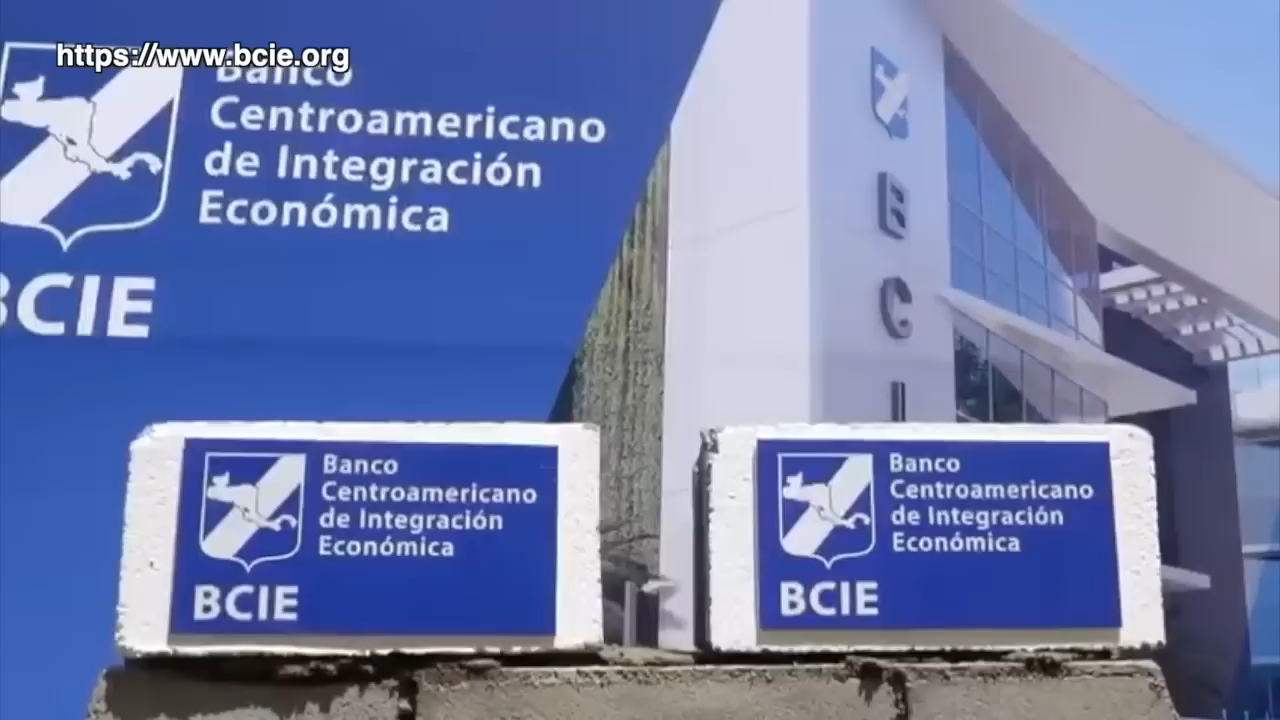 https://www.bcie.org
Banco
Centroamericano
de Integración
Económica
BCIE
B
C
I
Banco
Centroamericano
de Integración
Económica
BCIE
Banco
Centroamericano
de Integración
Económica
BCIE